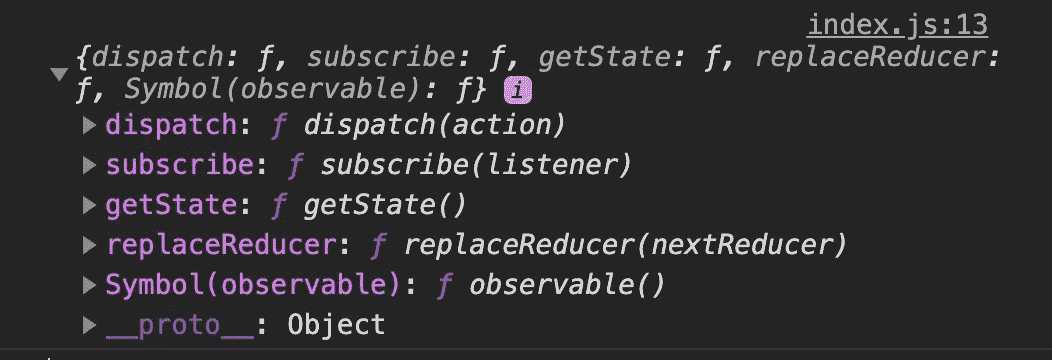 index.js:13
{dispatch: ƒ, subscribe: ƒ, getState: ƒ, replaceReducer:
ƒ, Symbol(observable): ƒ} i
dispatch: ƒ dispatch(action)
subscribe: ƒ subscribe(listener)
getState: ƒ getState()
replaceReducer: ƒ replaceReducer(nextReducer)
Symbol(observable): ƒ observable()
__proto__: Object